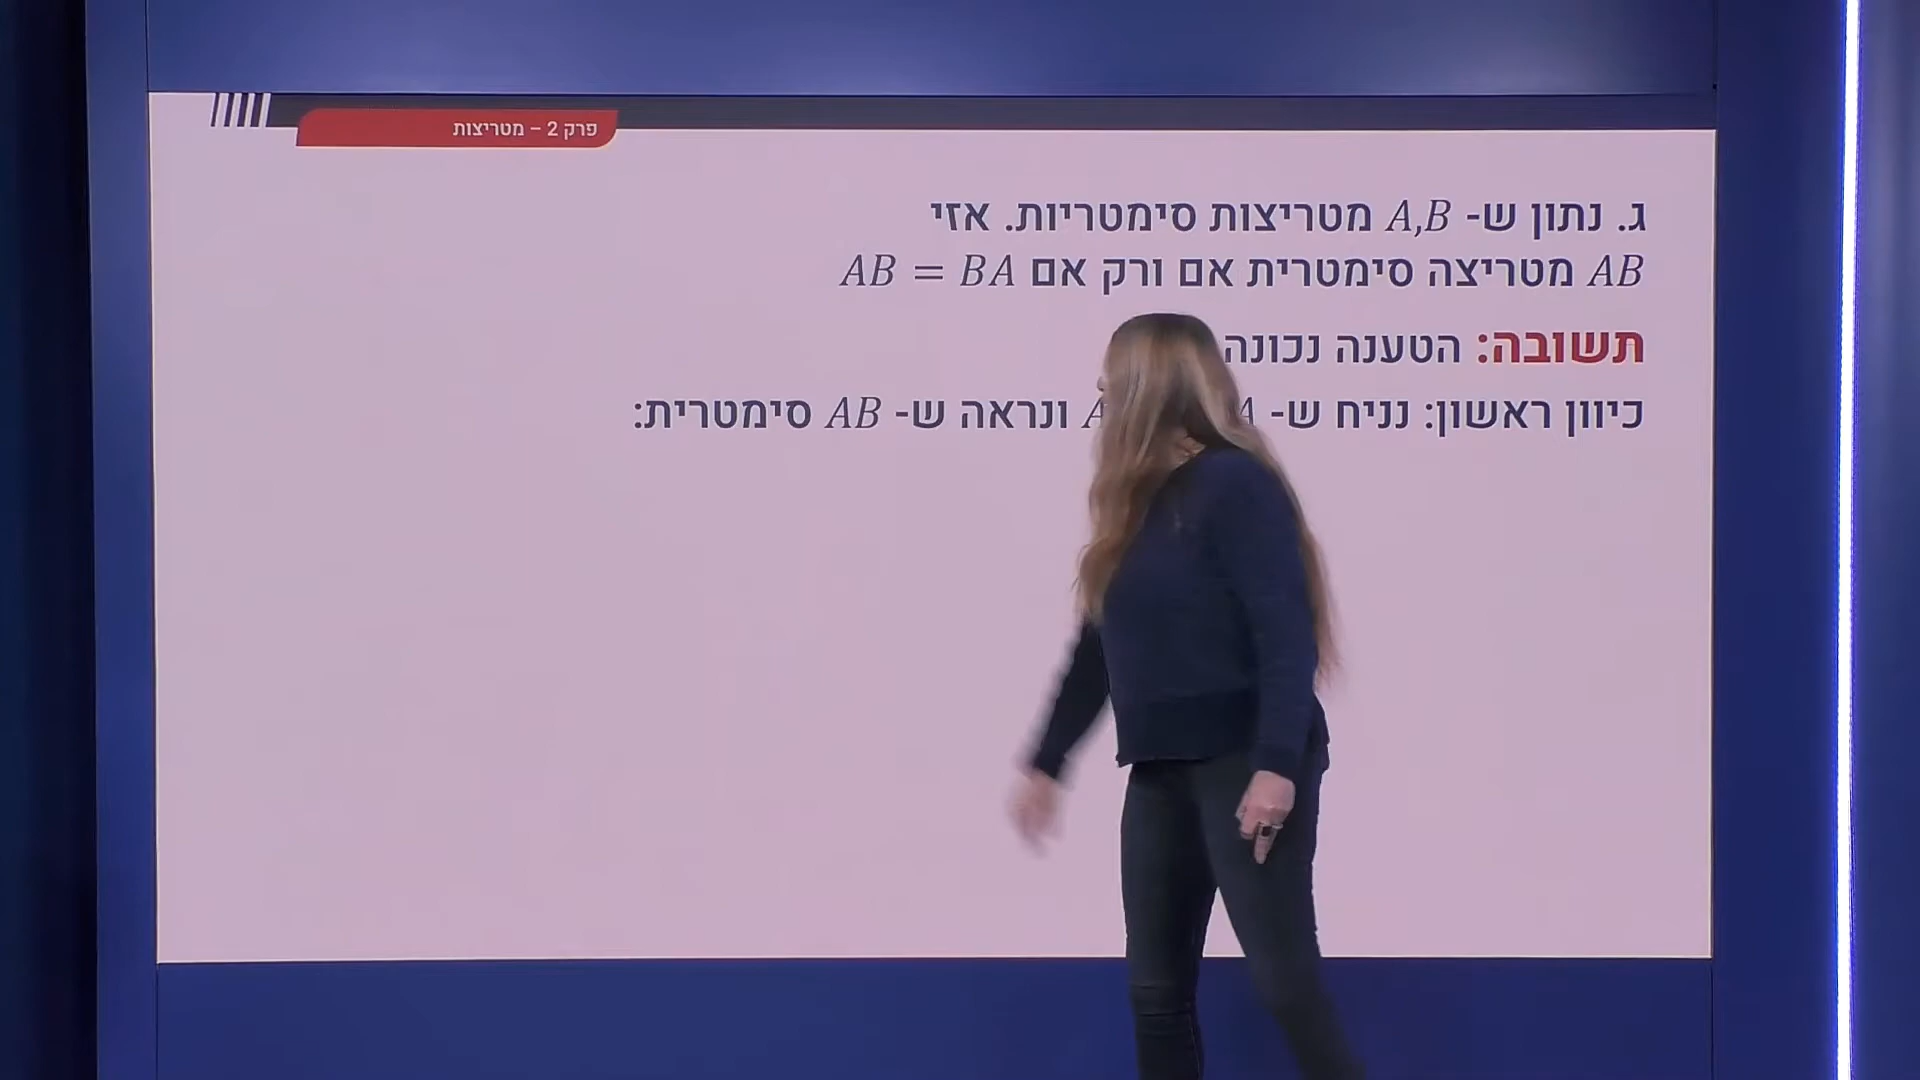 פרק 2 – מטריצות
ג. נתון ש- A,B מטריצות סימטריות. אזי
AB מטריצה סימטרית אם ורק אם AB = BA
תשובה: הטענה נכונה
כיוון ראשון: נניח ש- ונראה ש- AB סימטרית: